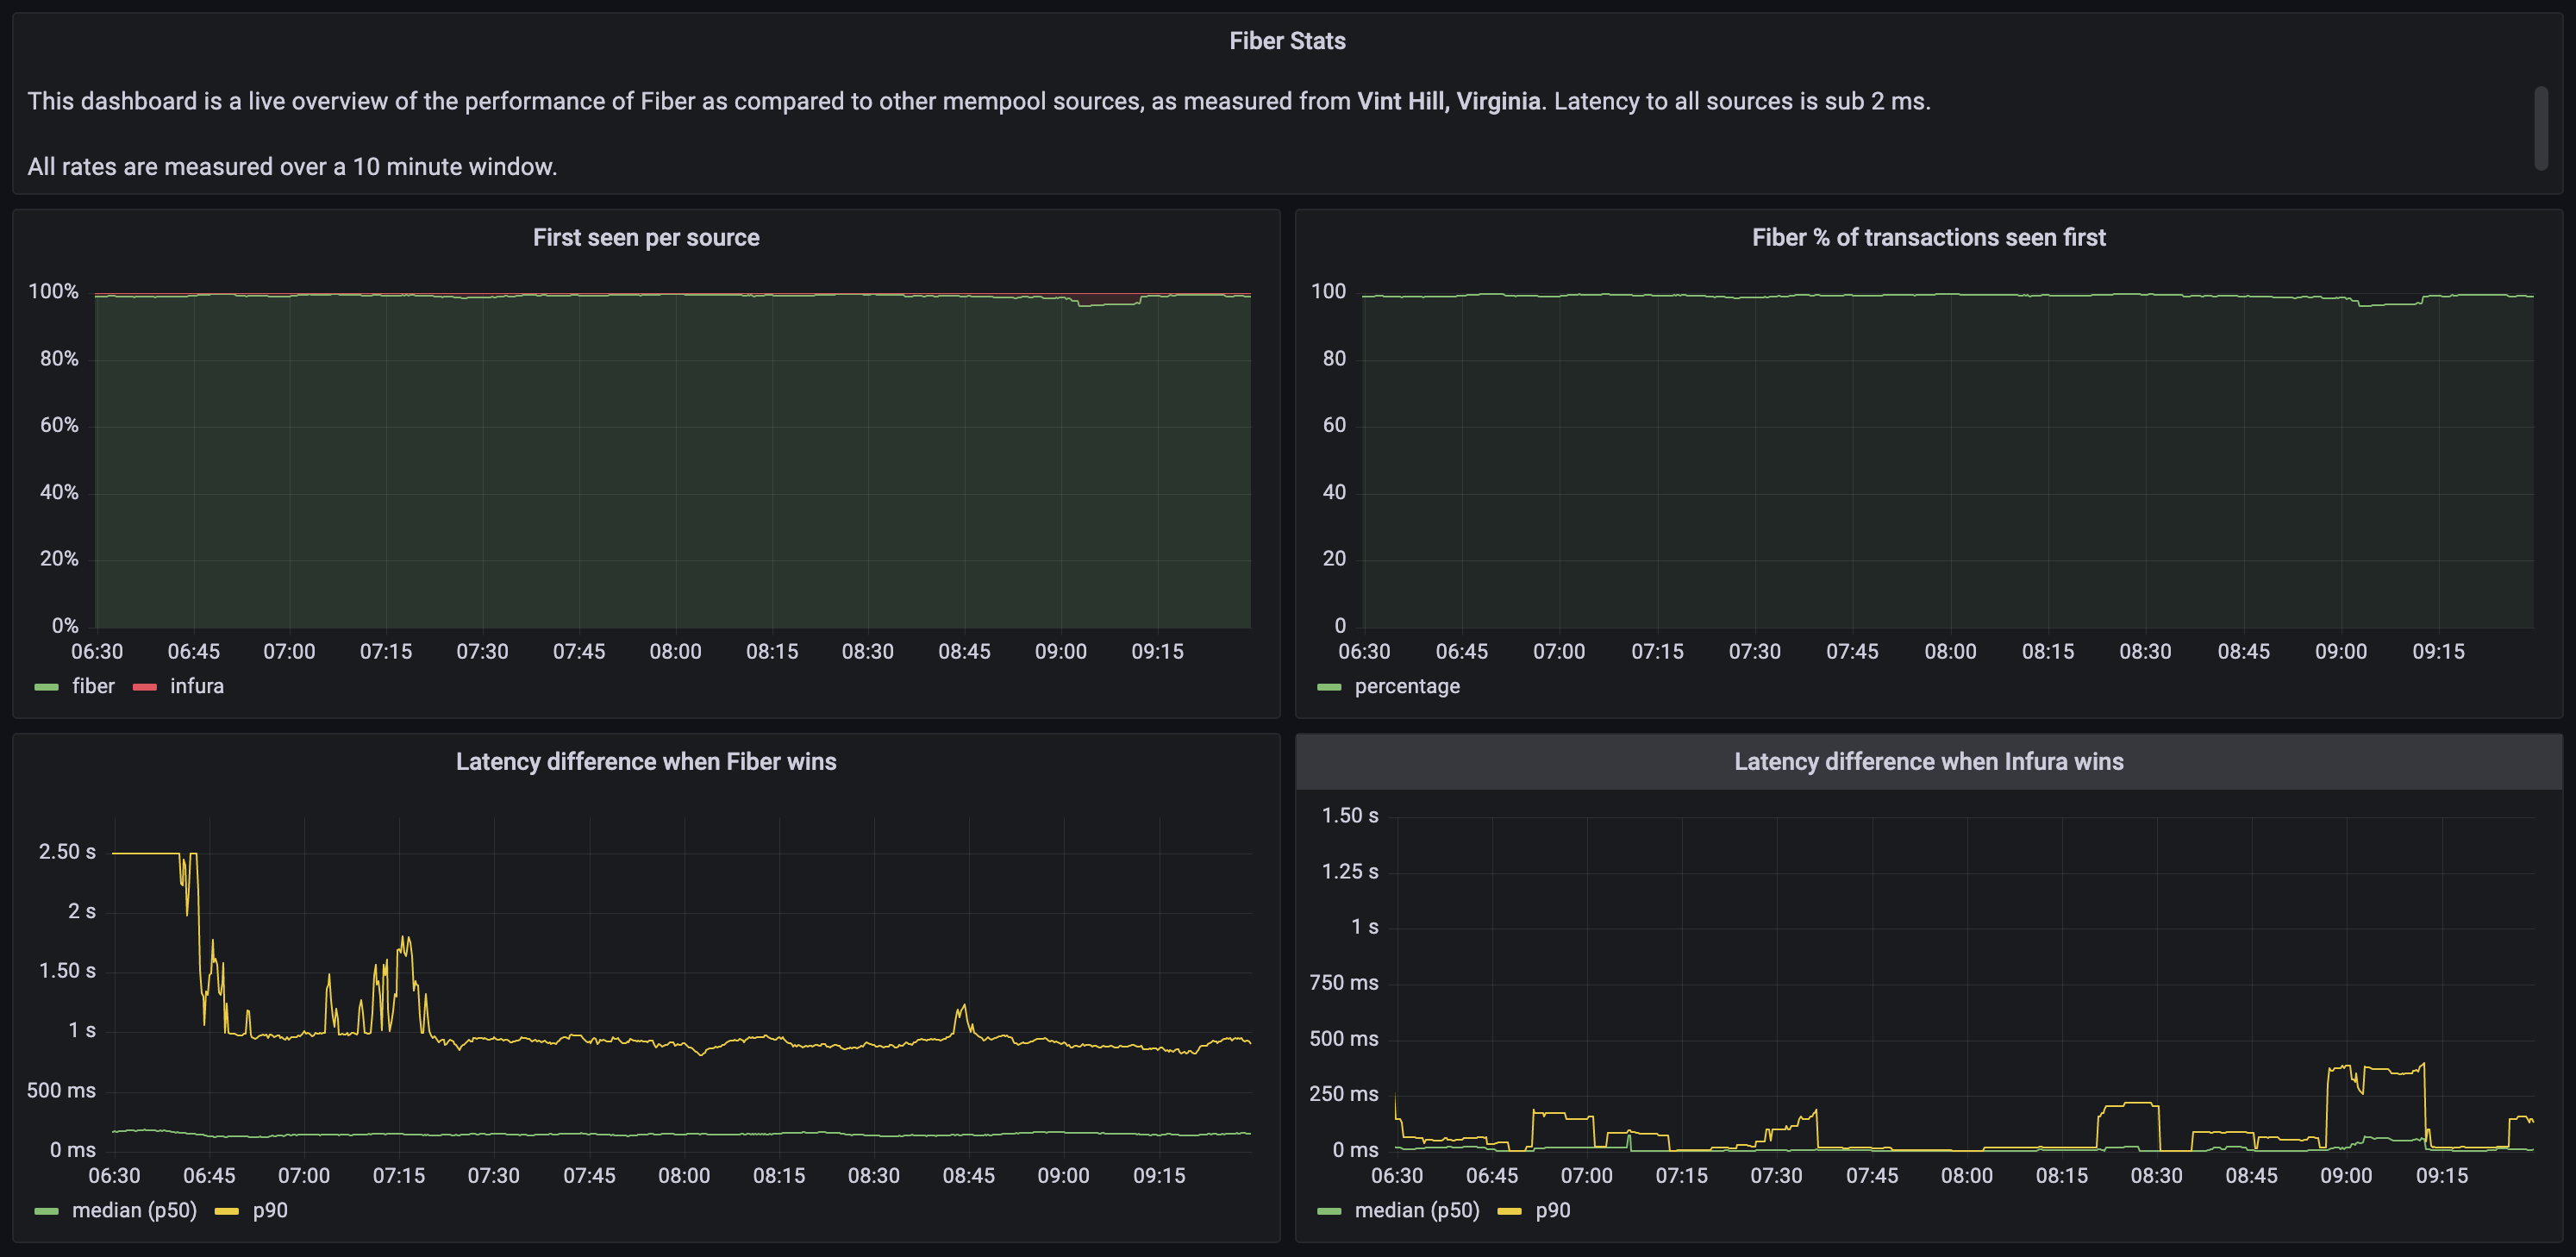 Fiber Stats
This dashboard is a live overview of the performance of Fiber as compared to other mempool sources, as measured from Vint Hill, Virginia. Latency to all sources is sub 2 ms.
All rates are measured over a 10 minute window.
First seen per source
100%
80%
60%
40%
20%
0%
06:30 06:45 07:00 07:15 07:30 07:45 08:00 08:15 08:30 08:45 09:00 09:15
fiber infura
Fiber % of transactions seen first
100
80
60
40
20
0
06:30 06:45 07:00 07:15 07:30 07:45 08:00 08:15 08:30 08:45 09:00 09:15
percentage
Latency difference when Fiber wins
2.50 s
2 s
1.50 s
1 s
500 ms
0 ms
06:30 06:45 07:00 07:15 07:30 07:45 08:00 08:15 08:30 08:45 09:00 09:15
median (p50) p90
Latency difference when Infura wins
1.50 s
1.25 s
1 s
750 ms
500 ms
250 ms
0 ms
06:30 06:45 07:00 07:15 07:30 07:45 08:00 08:15 08:30 08:45 09:00 09:15
median (p50) p90